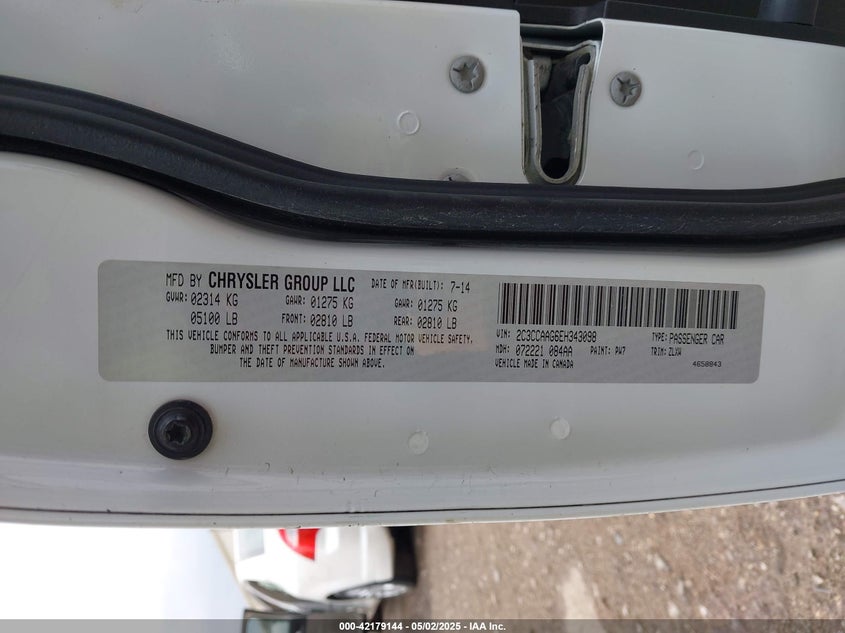 MFD BY CHRYSLER GROUP LLC DATE OF MFR(BUILT): 7-14
GVWR: 02314 KG GAWR: 01275 KG GAWR: 01275 KG
05100 LB FRONT: 02810 LB REAR: 02810 LB
THIS VEHICLE CONFORMS TO ALL APPLICABLE U.S.A. FEDERAL MOTOR VEHICLE SAFETY,
BUMPER AND THEFT PREVENTION STANDARDS IN EFFECT ON
THE DATE OF MANUFACTURE SHOWN ABOVE.
VIN: 2C3CCAAG6EH343098 TYPE: PASSENGER CAR
MDH: 072221 084AA PAINT: PW7 TRIM: ZLXW
VEHICLE MADE IN CANADA 4658843
000-42179144 - 05/02/2025 - IAA Inc.